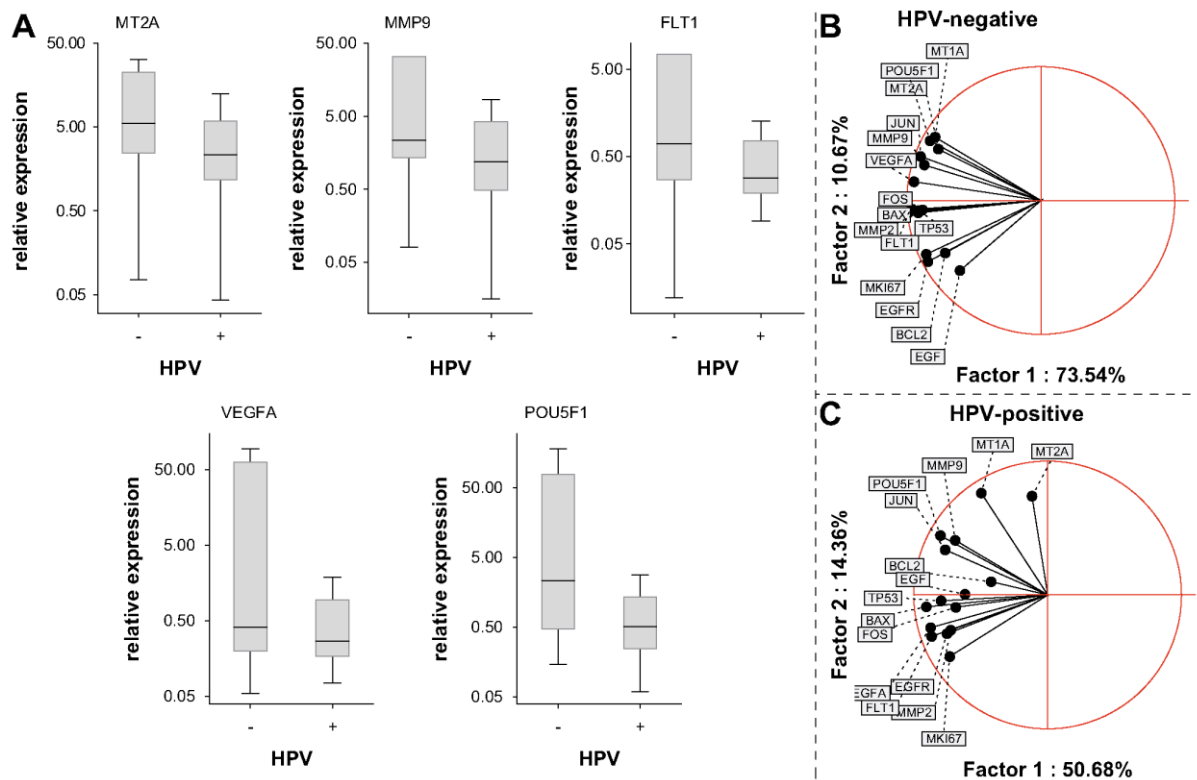 A
MT2A
relative expression
50.00
5.00
0.50
0.05
-
+
HPV
MMP9
relative expression
50.00
5.00
0.50
0.05
-
+
HPV
FLT1
relative expression
5.00
0.50
0.05
-
+
HPV
VEGFA
relative expression
50.00
5.00
0.50
0.05
-
+
HPV
POU5F1
relative expression
50.00
5.00
0.50
0.05
-
+
HPV
B
HPV-negative
MT1A
POU5F1
MT2A
JUN
MMP9
VEGFA
FOS
BAX
MMP2
TP53
FLT1
MKI67
EGFR
BCL2
EGF
Factor 2 : 10.67%
Factor 1 : 73.54%
C
HPV-positive
MT1A
MT2A
MMP9
POU5F1
JUN
BCL2
EGF
TP53
BAX
FOS
EGFR
EGFA
FLT1
MMP2
MKI67
Factor 2 : 14.36%
Factor 1 : 50.68%